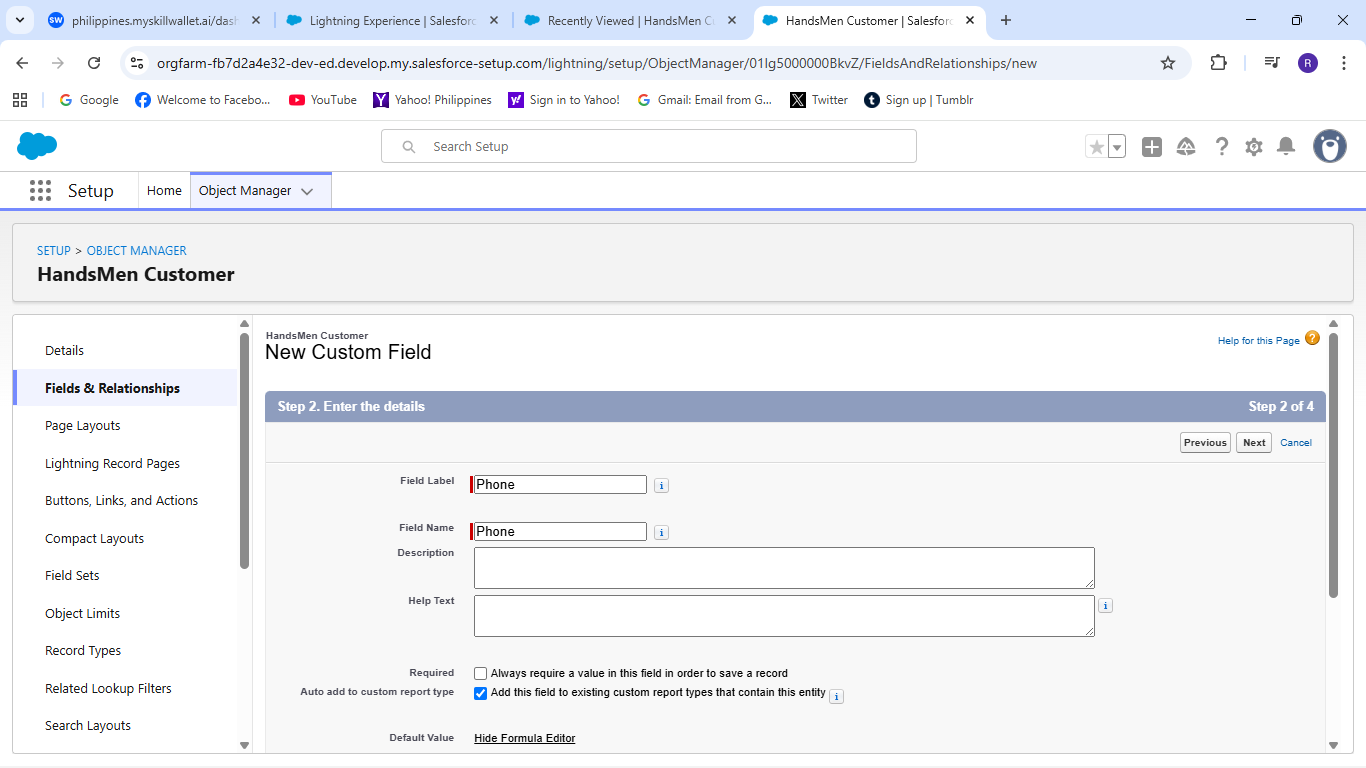 philippines.myskillwallet.ai/dash
Lightning Experience | Salesforc
Recently Viewed | HandsMen C
HandsMen Customer | Salesforc
orgfarm-fb7d2a4e32-dev-ed.develop.my.salesforce-setup.com/lightning/setup/ObjectManager/01Ig5000000BkvZ/FieldsAndRelationships/new
R
Google
Welcome to Facebo...
YouTube
Yahoo! Philippines
Sign in to Yahoo!
Gmail: Email from G...
Twitter
Sign up | Tumblr
Search Setup
Setup
Home
Object Manager
SETUP > OBJECT MANAGER
HandsMen Customer
Details
Fields & Relationships
Page Layouts
Lightning Record Pages
Buttons, Links, and Actions
Compact Layouts
Field Sets
Object Limits
Record Types
Related Lookup Filters
Search Layouts
HandsMen Customer
New Custom Field
Help for this Page ?
Step 2. Enter the details
Step 2 of 4
Previous
Next
Cancel
Field Label
Phone
i
Field Name
Phone
i
Description
Help Text
i
Required
Always require a value in this field in order to save a record
Auto add to custom report type
Add this field to existing custom report types that contain this entity
i
Default Value
Hide Formula Editor